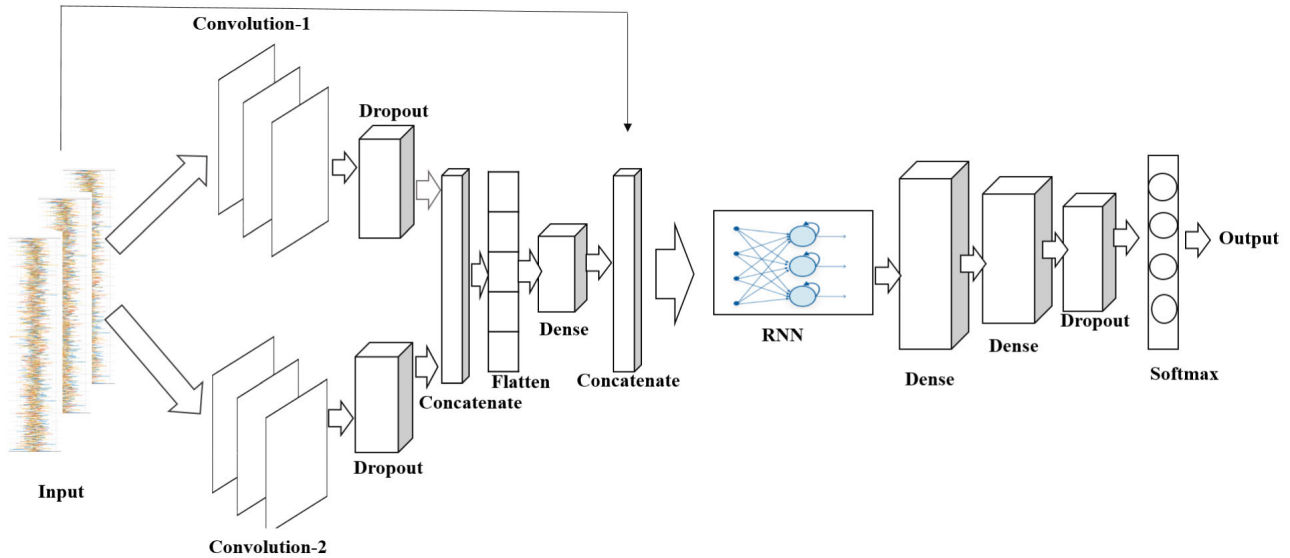 Convolution-1
Dropout
Input
Convolution-2
Dropout
Concatenate
Flatten
Dense
Concatenate
RNN
Dense
Dense
Dropout
Softmax
Output